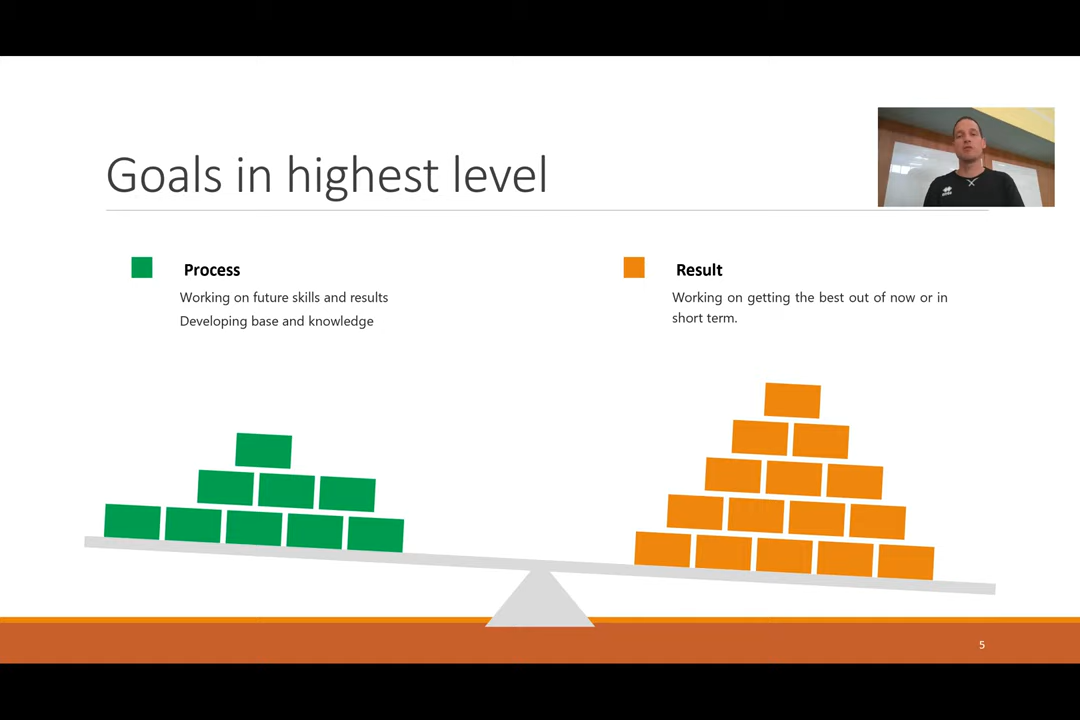 Goals in highest level
Process
Working on future skills and results
Developing base and knowledge
Result
Working on getting the best out of now or in
short term.
5